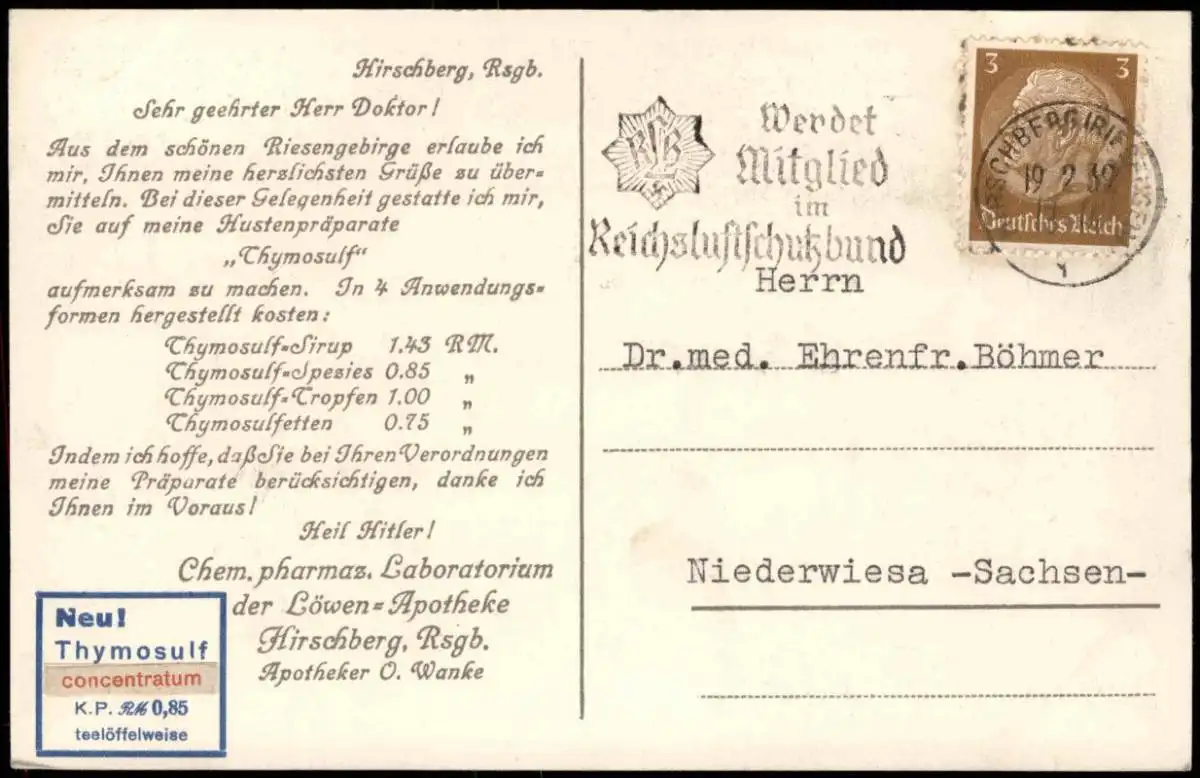 Hirschberg, Rsgb.
Sehr geehrter Herr Doktor!
Aus dem schönen Riesengebirge erlaube ich
mir, Ihnen meine herzlichsten Grüße zu über-
mitteln. Bei dieser Gelegenheit gestatte ich mir,
Sie auf meine Hustenpräparate
„Thymosulf“
aufmerksam zu machen. In 4 Anwendungs-
formen hergestellt kosten:
Thymosulf-Sirup 1.43 RM.
Thymosulf-Spezies 0.85 „
Thymosulf-Tropfen 1.00 „
Thymosulfetten 0.75 „
Indem ich hoffe, daß Sie bei Ihren Verordnungen
meine Präparate berücksichtigen, danke ich
Ihnen im Voraus!
Heil Hitler!
Chem. pharmaz. Laboratorium
der Löwen-Apotheke
Hirschberg, Rsgb.
Apotheker O. Wanke
Neu!
Thymosulf
concentratum
K.P. RM 0,85
teelöffelweise
RLB
Werdet
Mitglied
im
Reichsluftschutzbund
3 3
Deutsches Reich
19 2 39
Herrn
Dr.med. Ehrenfr.Böhmer
Niederwiesa -Sachsen-